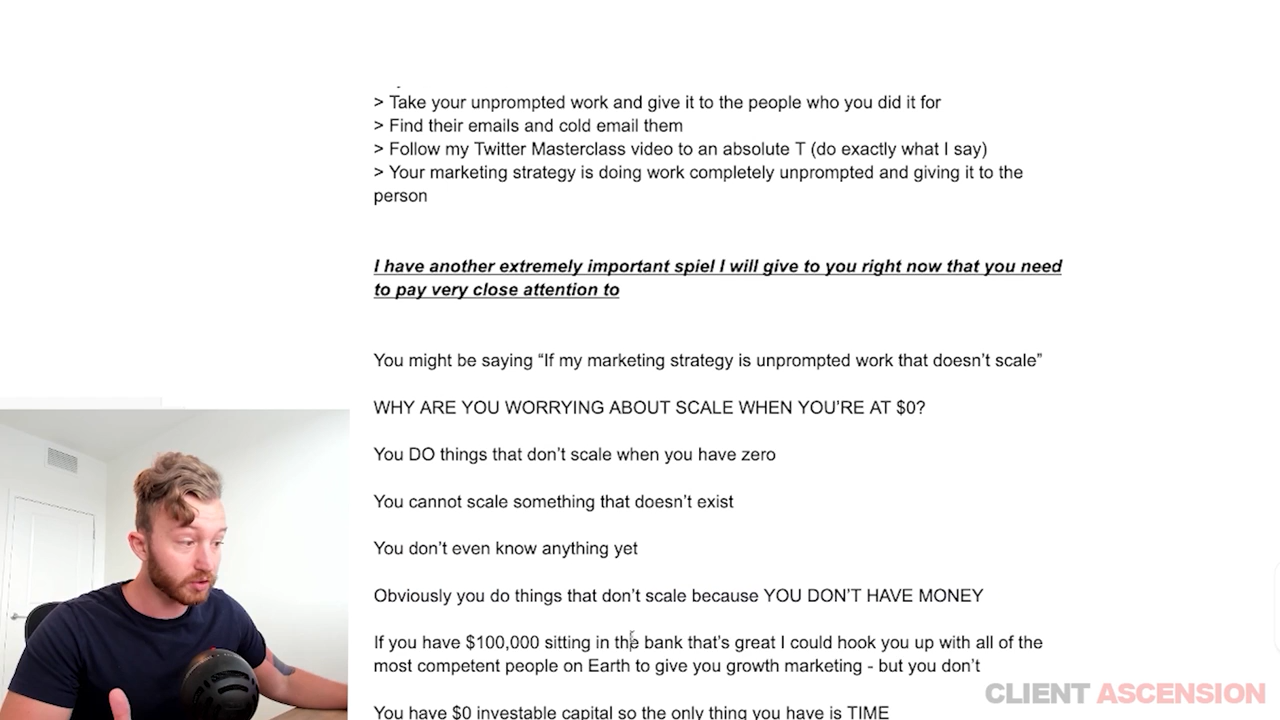 > Take your unprompted work and give it to the people who you did it for
> Find their emails and cold email them
> Follow my Twitter Masterclass video to an absolute T (do exactly what I say)
> Your marketing strategy is doing work completely unprompted and giving it to the
person
I have another extremely important spiel I will give to you right now that you need
to pay very close attention to
You might be saying “If my marketing strategy is unprompted work that doesn’t scale”
WHY ARE YOU WORRYING ABOUT SCALE WHEN YOU’RE AT $0?
You DO things that don’t scale when you have zero
You cannot scale something that doesn’t exist
You don’t even know anything yet
Obviously you do things that don’t scale because YOU DON’T HAVE MONEY
If you have $100,000 sitting in the bank that’s great I could hook you up with all of the
most competent people on Earth to give you growth marketing - but you don’t
You have $0 investable capital so the only thing you have is TIME
CLIENT ASCENSION